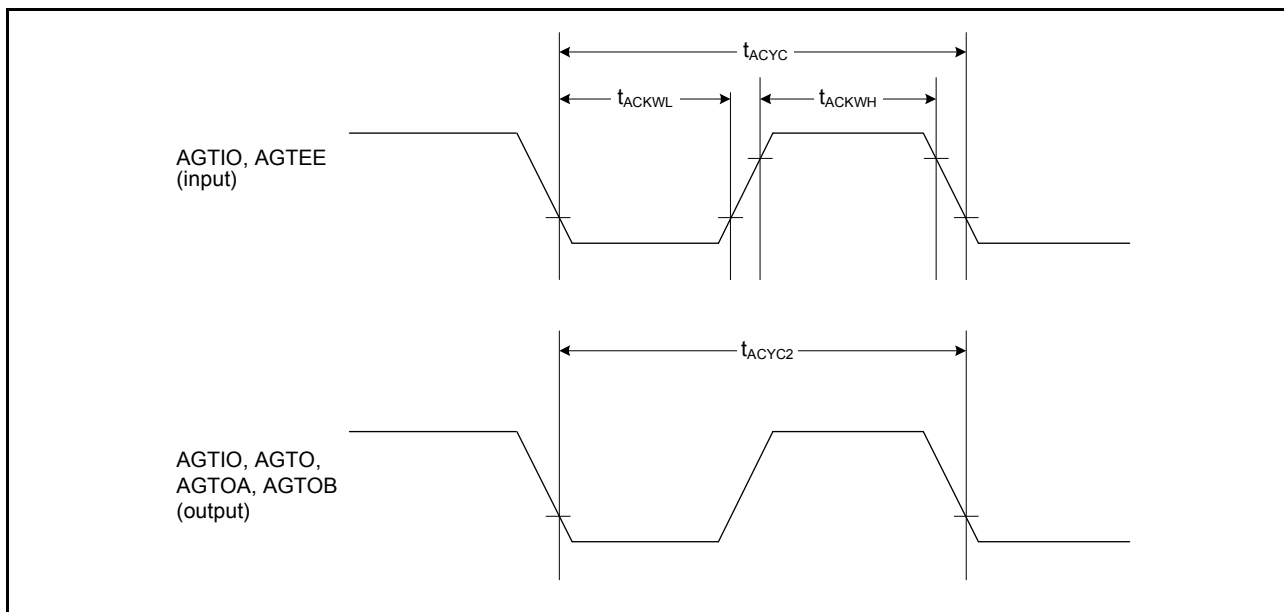 tACYC
tACKWL
tACKWH
AGTIO, AGTEE
(input)
tACYC2
AGTIO, AGTO,
AGTOA, AGTOB
(output)